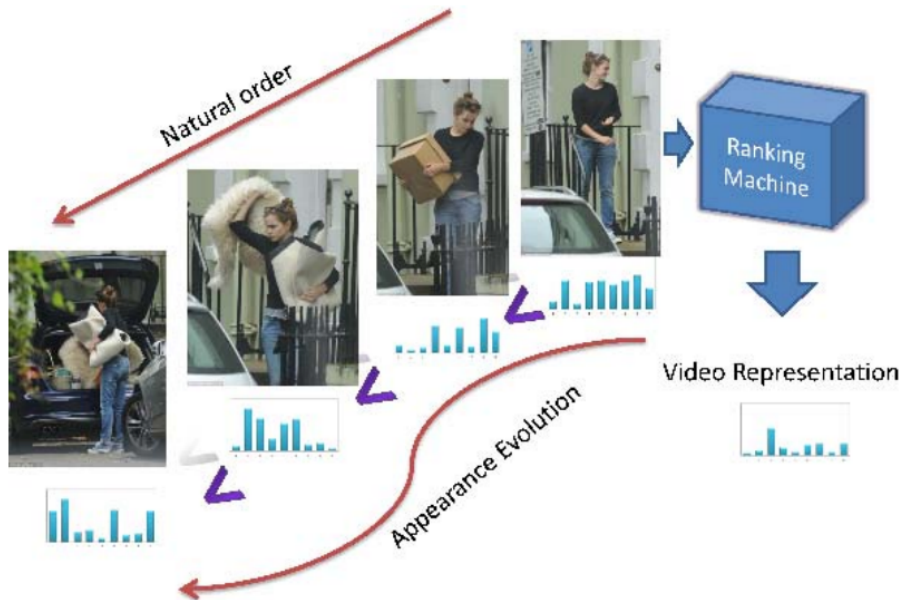 Natural order
Ranking
Machine
Appearance Evolution
Video Representation